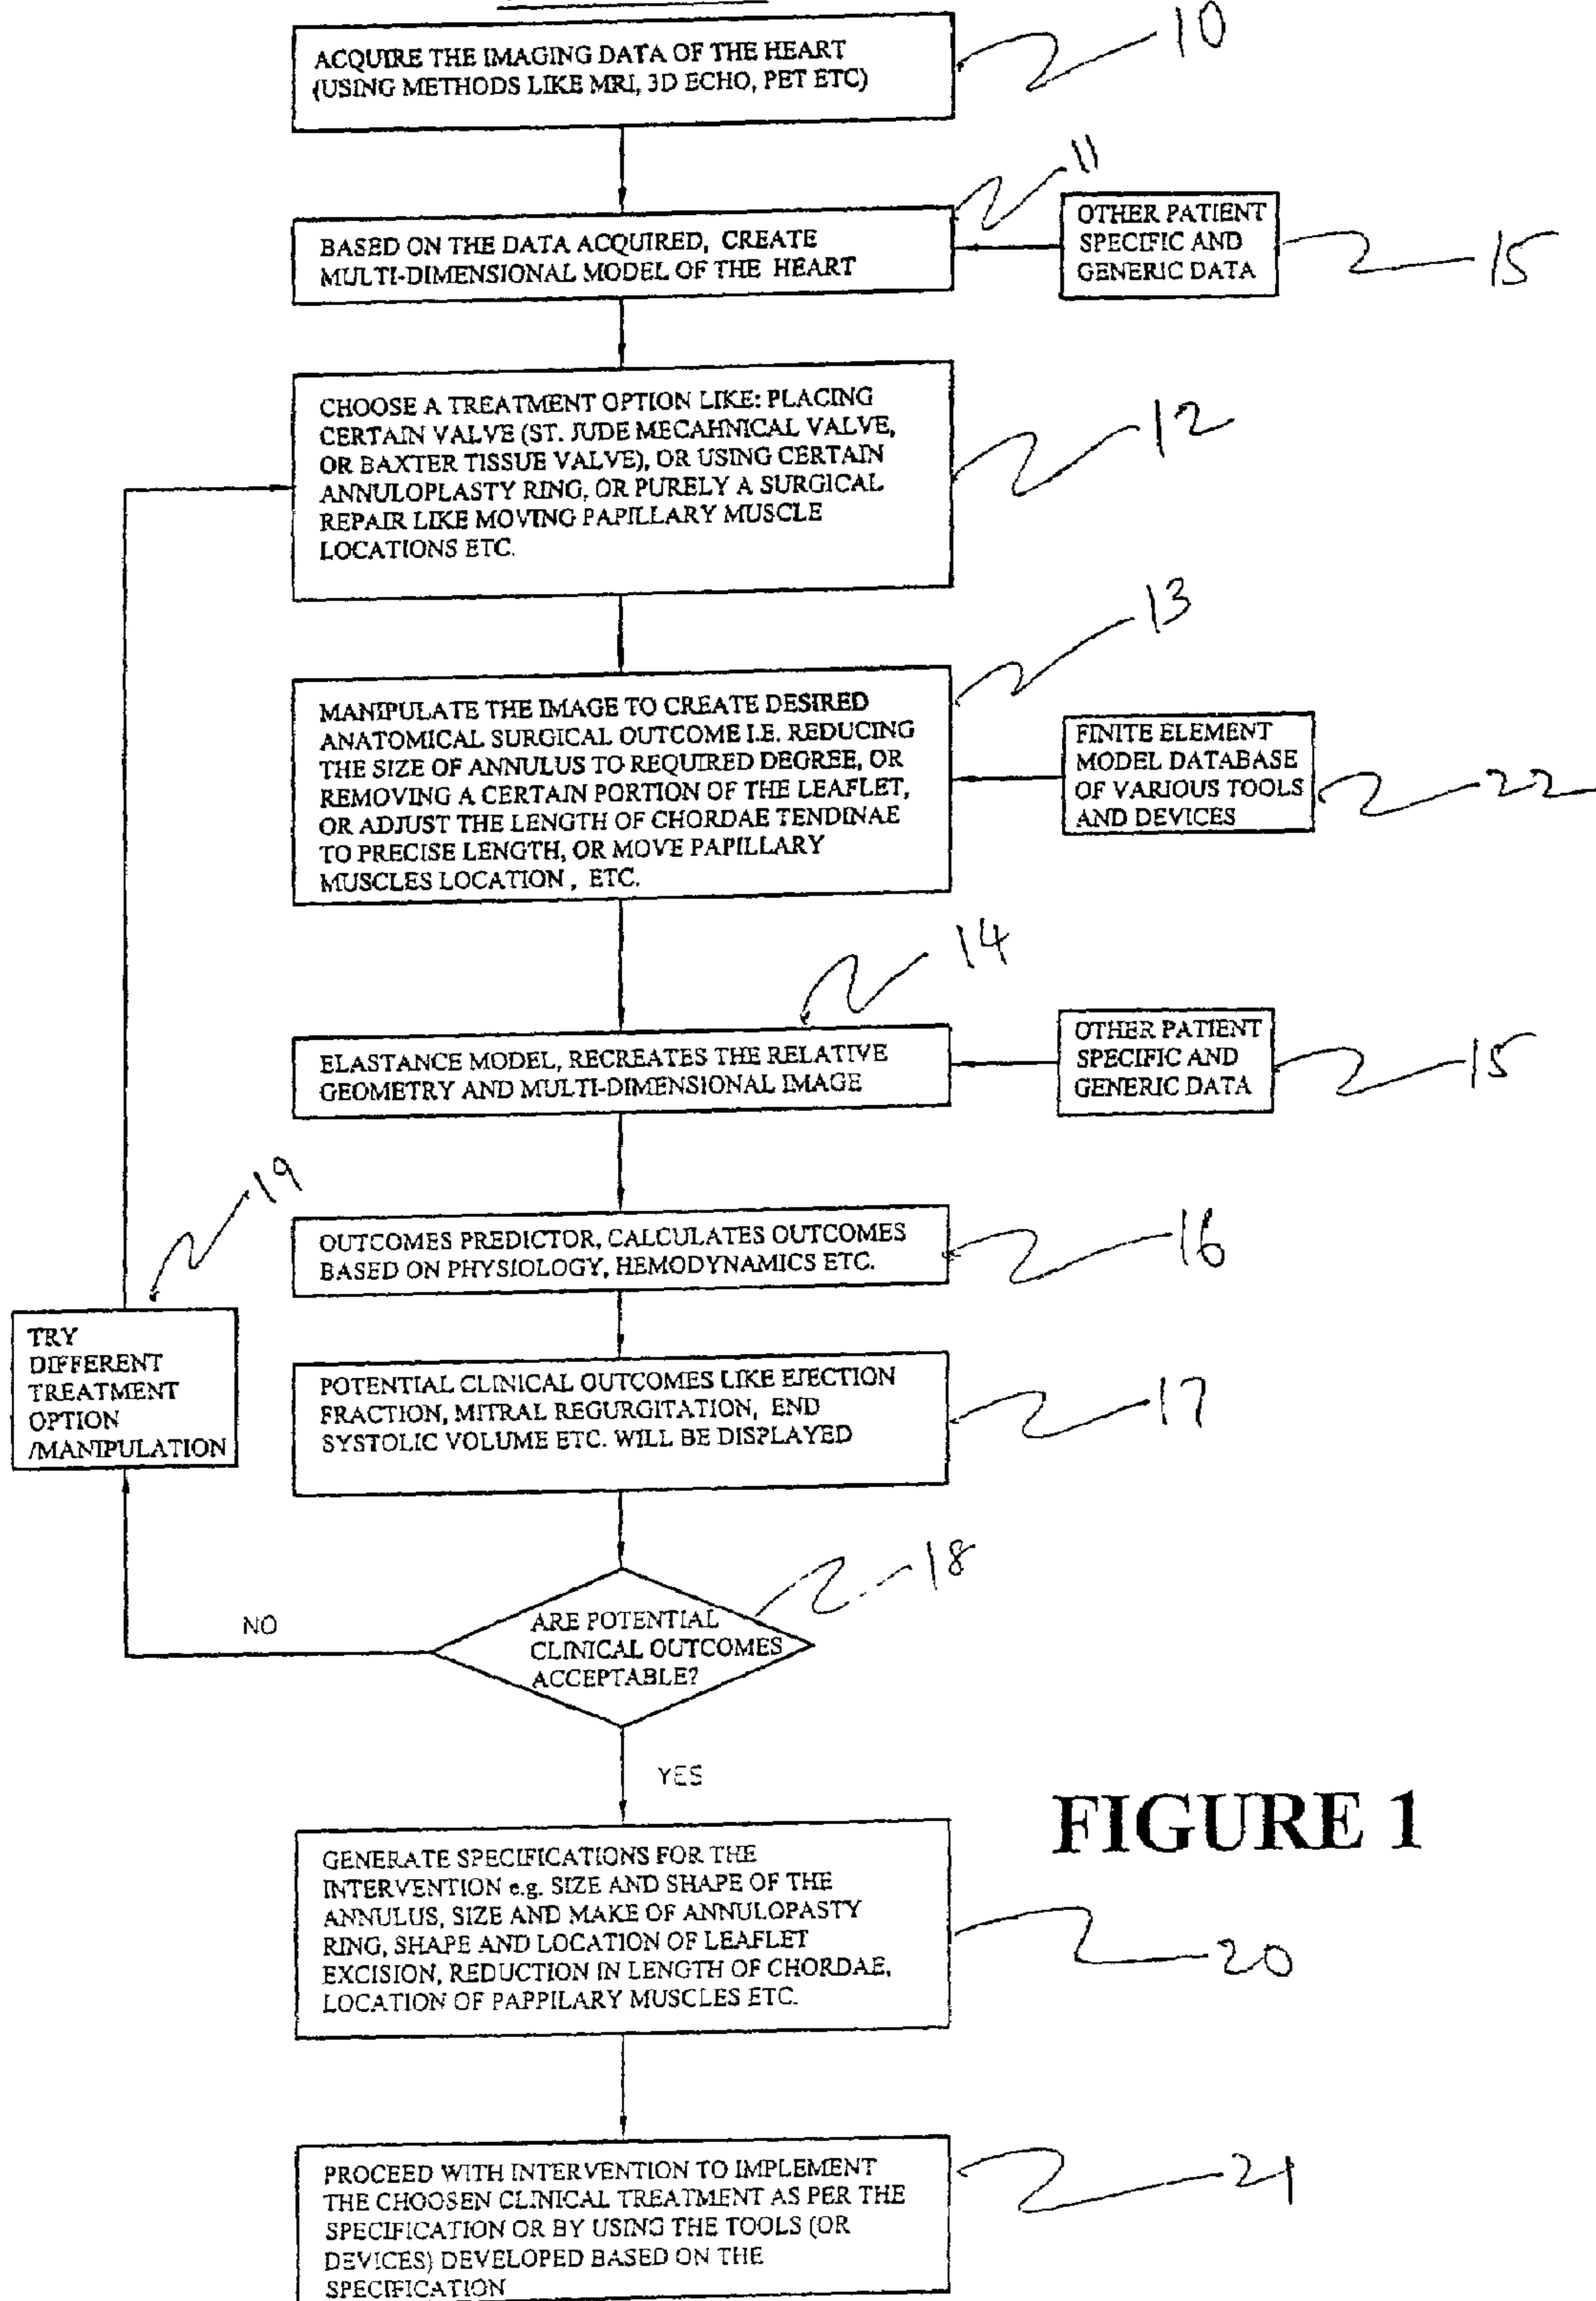 10
ACQUIRE THE IMAGING DATA OF THE HEART
(USING METHODS LIKE MRI, 3D ECHO, PET ETC)
11
BASED ON THE DATA ACQUIRED, CREATE
MULTI-DIMENSIONAL MODEL OF THE HEART
OTHER PATIENT
SPECIFIC AND
GENERIC DATA
15
CHOOSE A TREATMENT OPTION LIKE: PLACING
CERTAIN VALVE (ST. JUDE MECAHNICAL VALVE,
OR BAXTER TISSUE VALVE), OR USING CERTAIN
ANNULOPLASTY RING, OR PURELY A SURGICAL
REPAIR LIKE MOVING PAPILLARY MUSCLE
LOCATIONS ETC.
12
13
MANIPULATE THE IMAGE TO CREATE DESIRED
ANATOMICAL SURGICAL OUTCOME I.E. REDUCING
THE SIZE OF ANNULUS TO REQUIRED DEGREE, OR
REMOVING A CERTAIN PORTION OF THE LEAFLET,
OR ADJUST THE LENGTH OF CHORDAE TENDINAE
TO PRECISE LENGTH, OR MOVE PAPILLARY
MUSCLES LOCATION , ETC.
FINITE ELEMENT
MODEL DATABASE
OF VARIOUS TOOLS
AND DEVICES
22
14
ELASTANCE MODEL, RECREATES THE RELATIVE
GEOMETRY AND MULTI-DIMENSIONAL IMAGE
OTHER PATIENT
SPECIFIC AND
GENERIC DATA
15
19
OUTCOMES PREDICTOR, CALCULATES OUTCOMES
BASED ON PHYSIOLOGY, HEMODYNAMICS ETC.
16
TRY
DIFFERENT
TREATMENT
OPTION
/MANIPULATION
POTENTIAL CLINICAL OUTCOMES LIKE EJECTION
FRACTION, MITRAL REGURGITATION, END
SYSTOLIC VOLUME ETC. WILL BE DISPLAYED
17
18
NO
ARE POTENTIAL
CLINICAL OUTCOMES
ACCEPTABLE?
YES
FIGURE 1
GENERATE SPECIFICATIONS FOR THE
INTERVENTION e.g. SIZE AND SHAPE OF THE
ANNULUS, SIZE AND MAKE OF ANNULOPASTY
RING, SHAPE AND LOCATION OF LEAFLET
EXCISION, REDUCTION IN LENGTH OF CHORDAE,
LOCATION OF PAPPILARY MUSCLES ETC.
20
PROCEED WITH INTERVENTION TO IMPLEMENT
THE CHOOSEN CLINICAL TREATMENT AS PER THE
SPECIFICATION OR BY USING THE TOOLS (OR
DEVICES) DEVELOPED BASED ON THE
SPECIFICATION
21